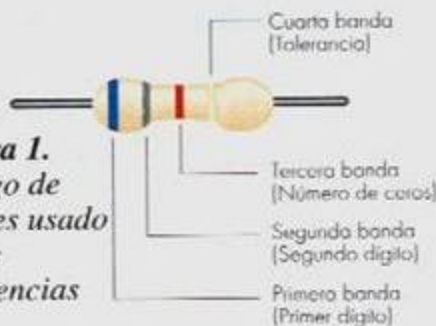 Cuarta banda
(Tolerancia)
a 1.
o de
es usado
encias
Tercera banda
(Número de ceros)
Segunda banda
(Segundo dígito)
Primera banda
(Primer dígito)